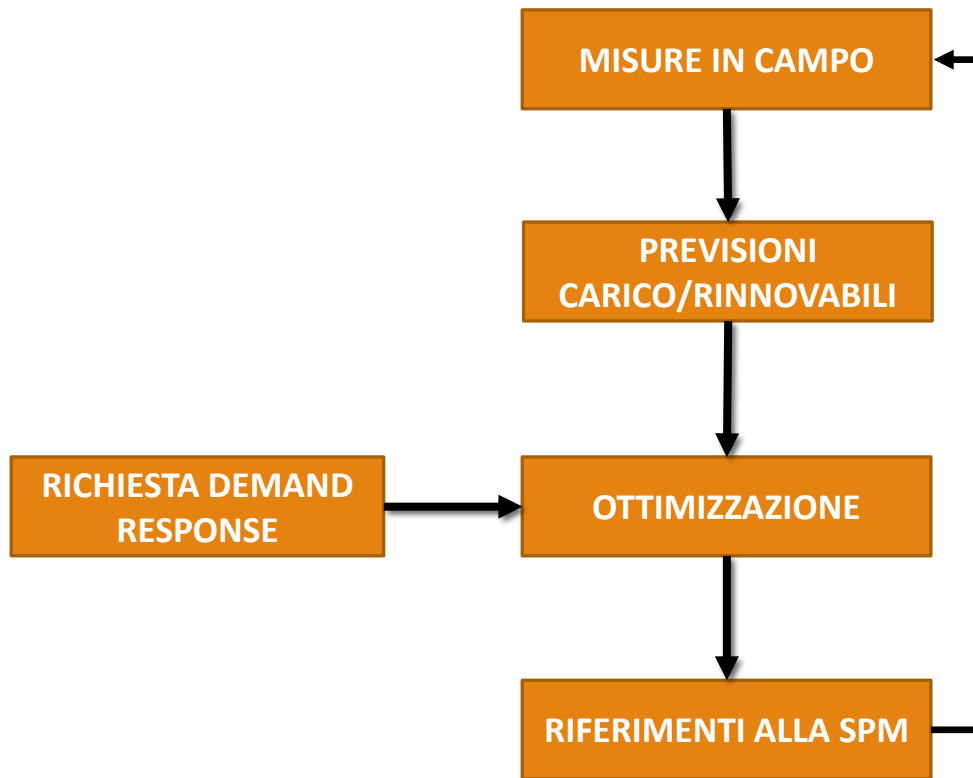 MISURE IN CAMPO
PREVISIONI
CARICO/RINNOVABILI
RICHIESTA DEMAND
RESPONSE
OTTIMIZZAZIONE
RIFERIMENTI ALLA SPM